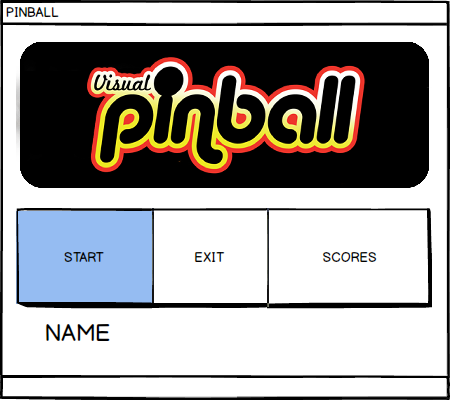 PINBALL
Visual
pinball
START EXIT SCORES
NAME